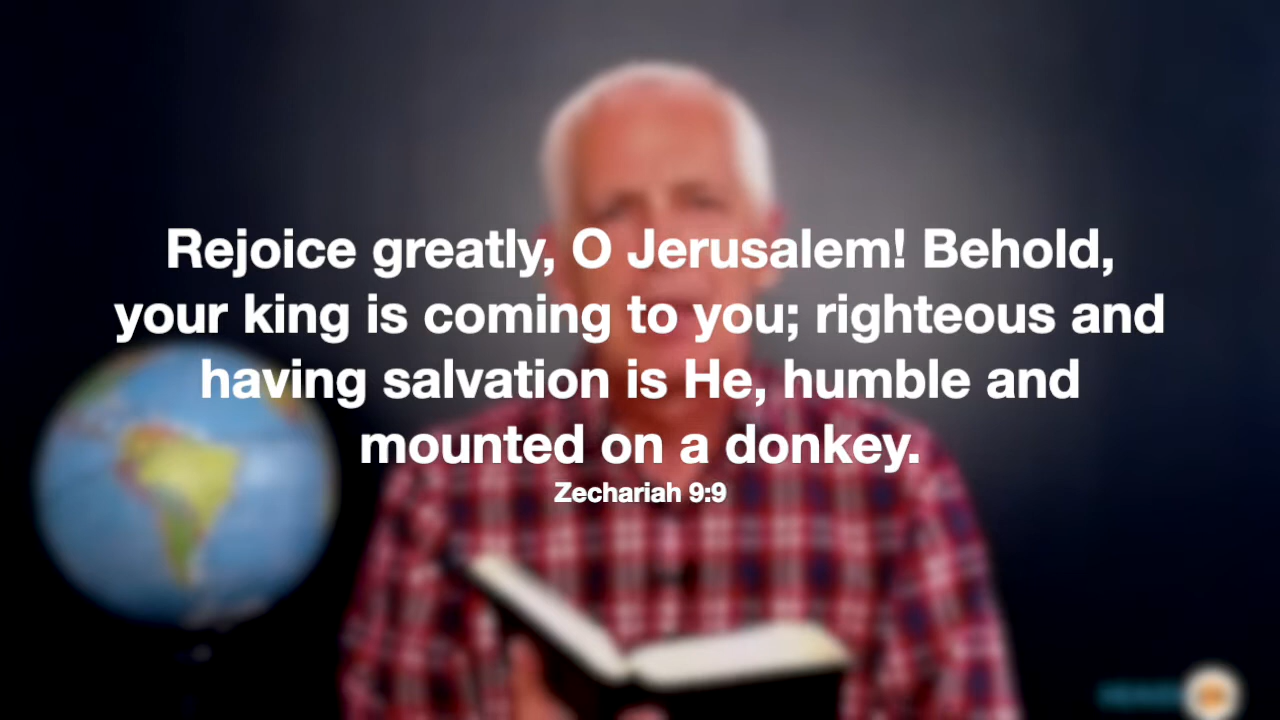 Rejoice greatly, O Jerusalem! Behold,
your king is coming to you; righteous and
having salvation is He, humble and
mounted on a donkey.
Zechariah 9:9